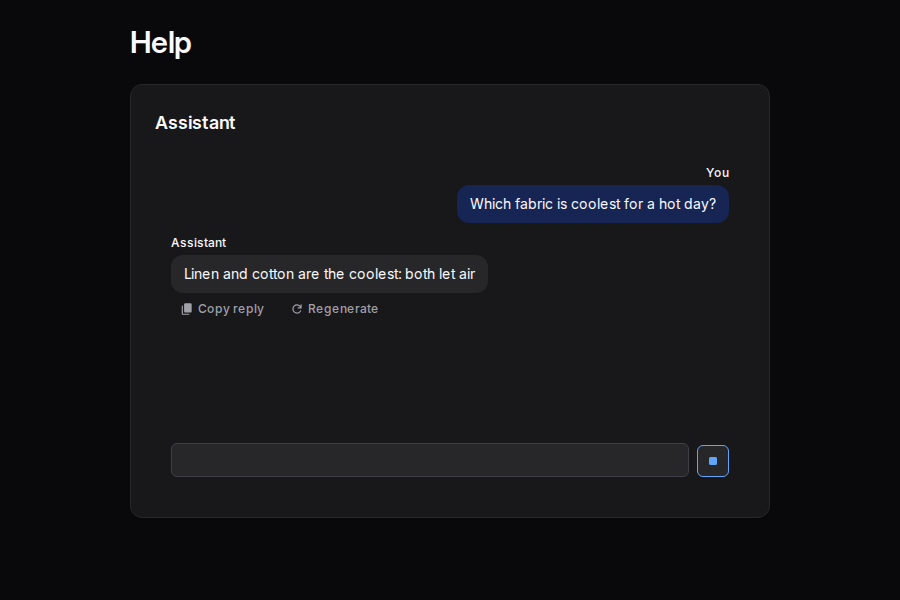 Help
Assistant
You
Which fabric is coolest for a hot day?
Assistant
Linen and cotton are the coolest: both let air
Copy reply
Regenerate